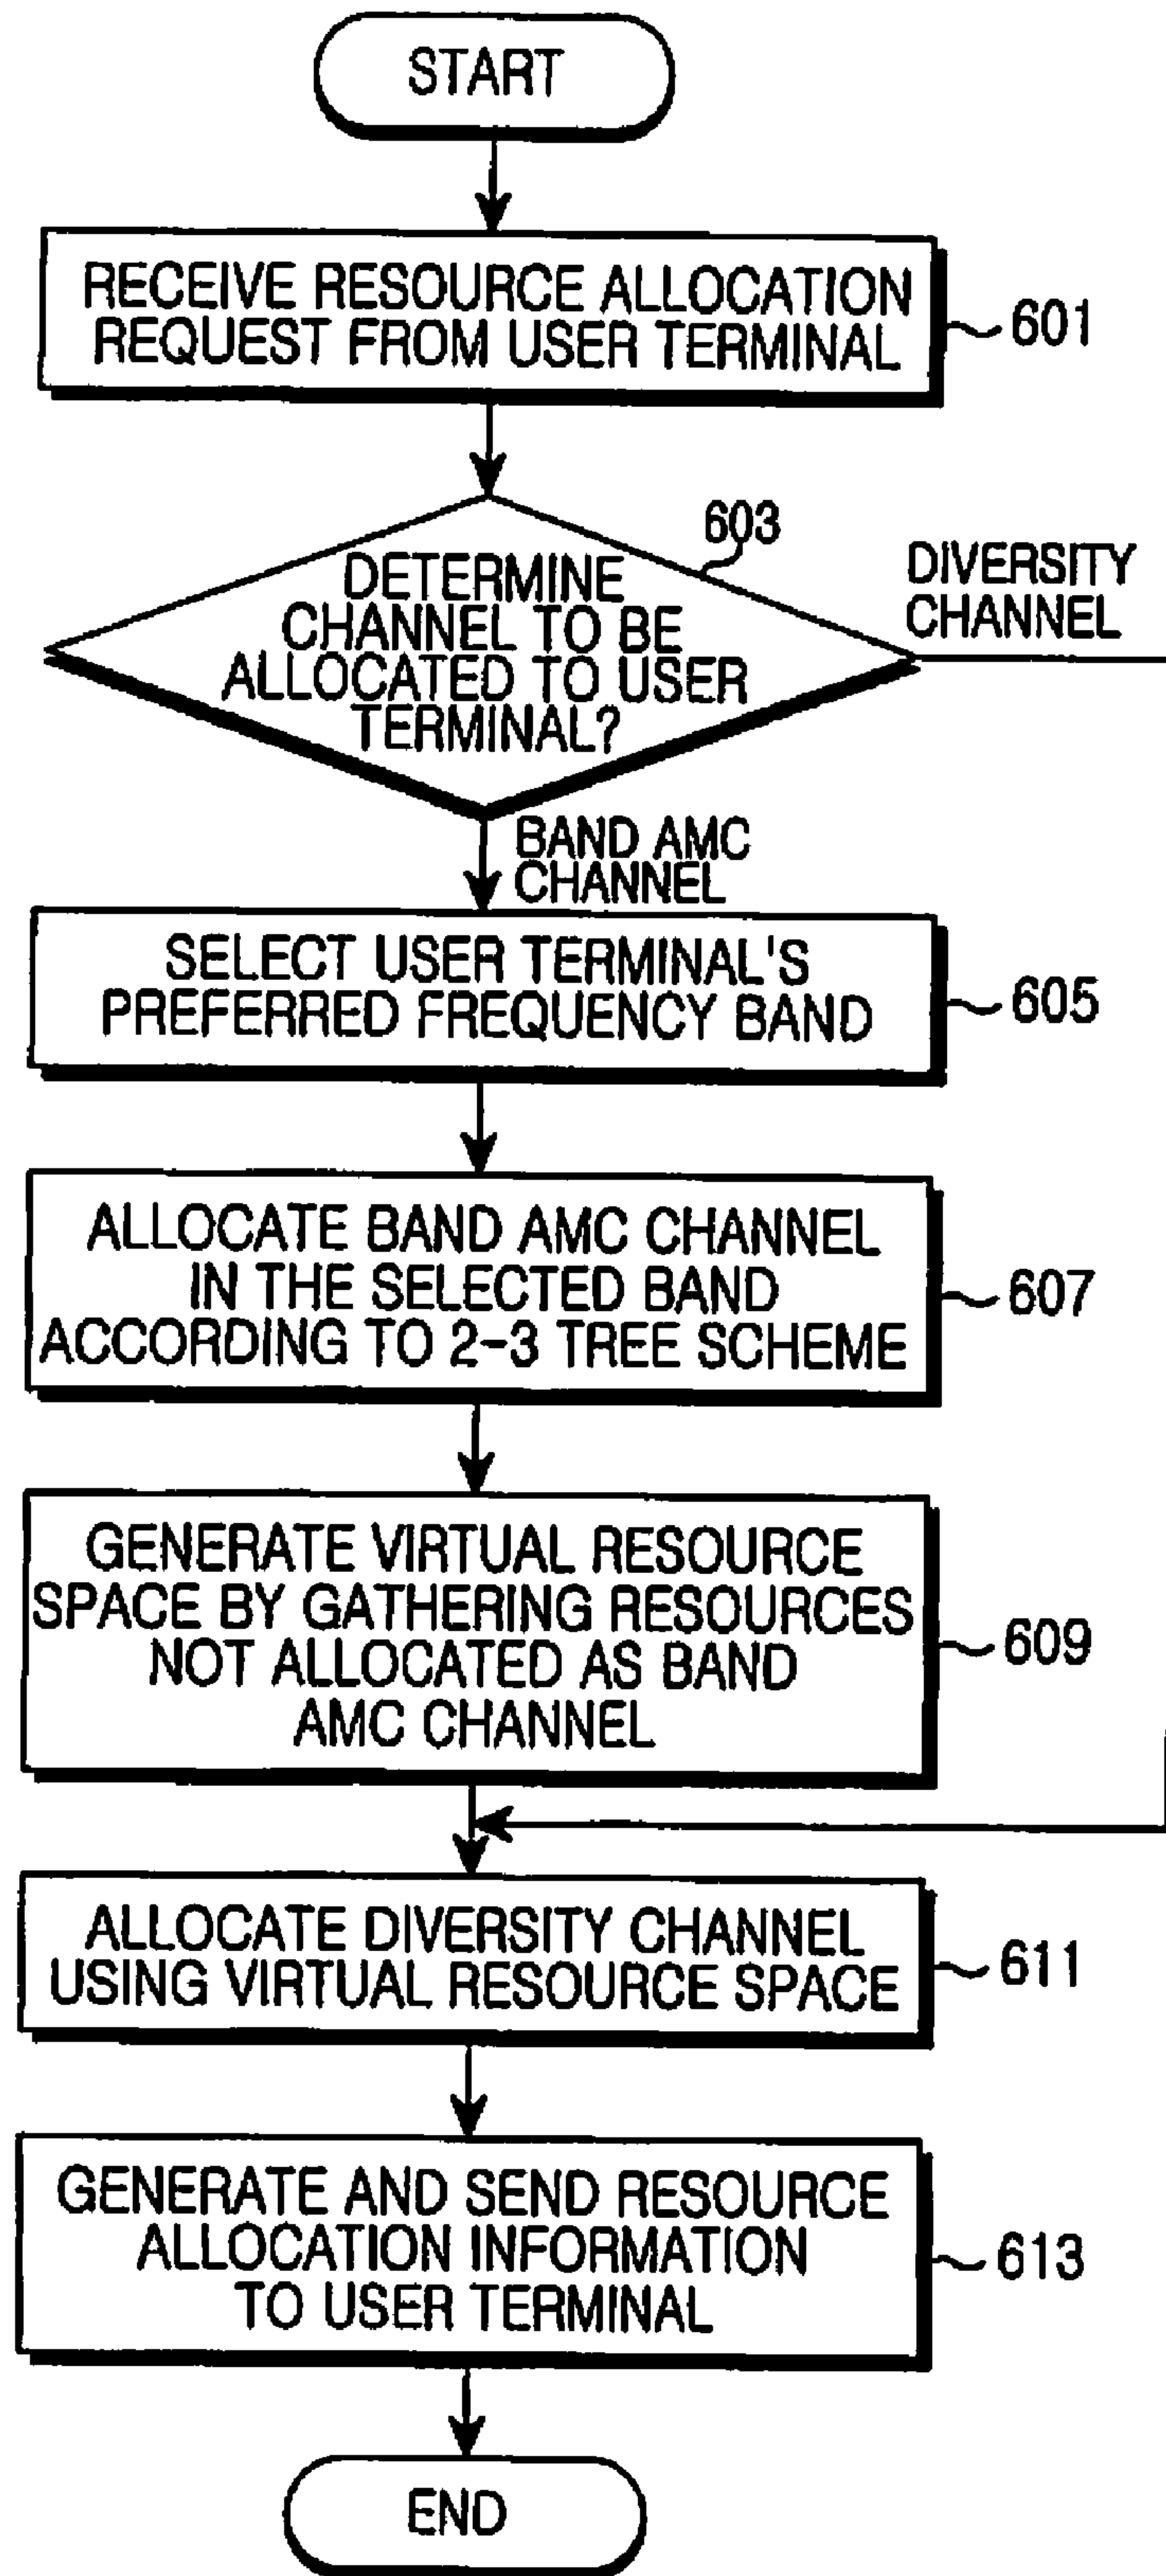 START
RECEIVE RESOURCE ALLOCATION
REQUEST FROM USER TERMINAL
601
603
DETERMINE
CHANNEL TO BE
ALLOCATED TO USER
TERMINAL?
DIVERSITY
CHANNEL
BAND AMC
CHANNEL
SELECT USER TERMINAL'S
PREFERRED FREQUENCY BAND
605
ALLOCATE BAND AMC CHANNEL
IN THE SELECTED BAND
ACCORDING TO 2-3 TREE SCHEME
607
GENERATE VIRTUAL RESOURCE
SPACE BY GATHERING RESOURCES
NOT ALLOCATED AS BAND
AMC CHANNEL
609
ALLOCATE DIVERSITY CHANNEL
USING VIRTUAL RESOURCE SPACE
611
GENERATE AND SEND RESOURCE
ALLOCATION INFORMATION
TO USER TERMINAL
613
END